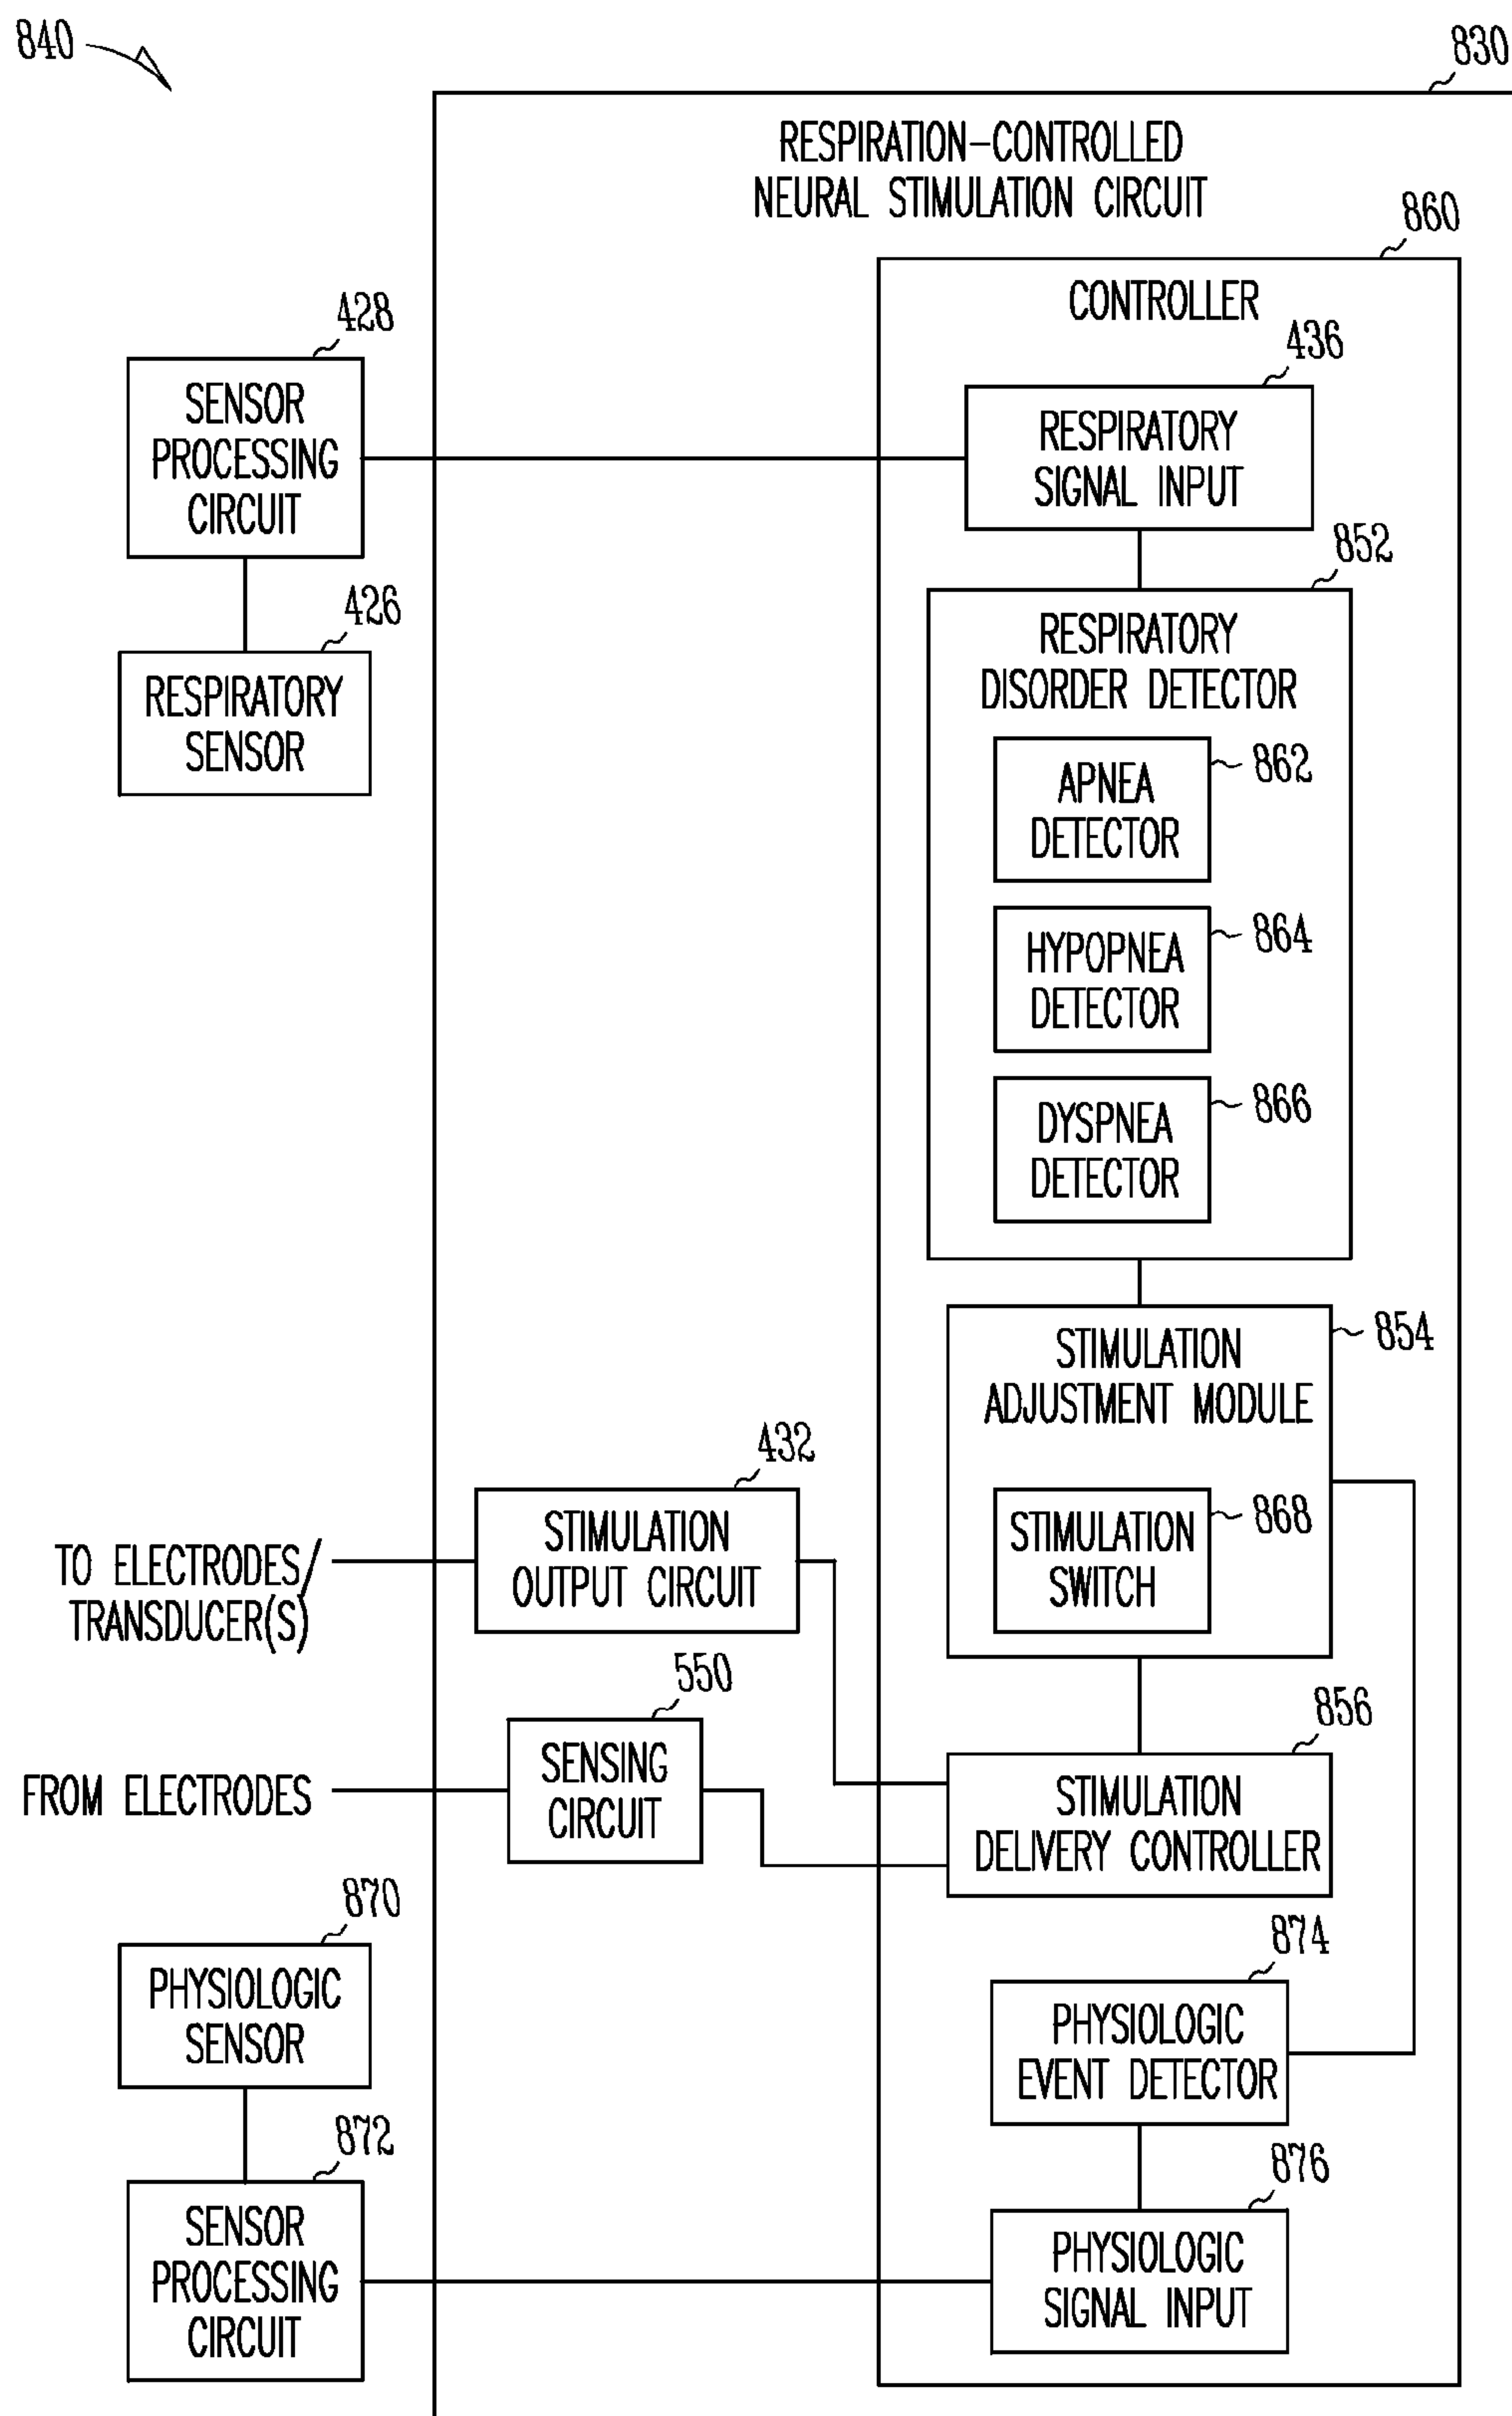 840
830
RESPIRATION-CONTROLLED
NEURAL STIMULATION CIRCUIT
860
CONTROLLER
428
SENSOR
PROCESSING
CIRCUIT
436
RESPIRATORY
SIGNAL INPUT
426
RESPIRATORY
SENSOR
852
RESPIRATORY
DISORDER DETECTOR
APNEA
DETECTOR
862
HYPOPNEA
DETECTOR
864
DYSPNEA
DETECTOR
866
STIMULATION
ADJUSTMENT MODULE
854
STIMULATION
SWITCH
868
432
STIMULATION
OUTPUT CIRCUIT
TO ELECTRODES/
TRANSDUCER(S)
550
SENSING
CIRCUIT
FROM ELECTRODES
856
STIMULATION
DELIVERY CONTROLLER
870
PHYSIOLOGIC
SENSOR
874
PHYSIOLOGIC
EVENT DETECTOR
872
SENSOR
PROCESSING
CIRCUIT
876
PHYSIOLOGIC
SIGNAL INPUT